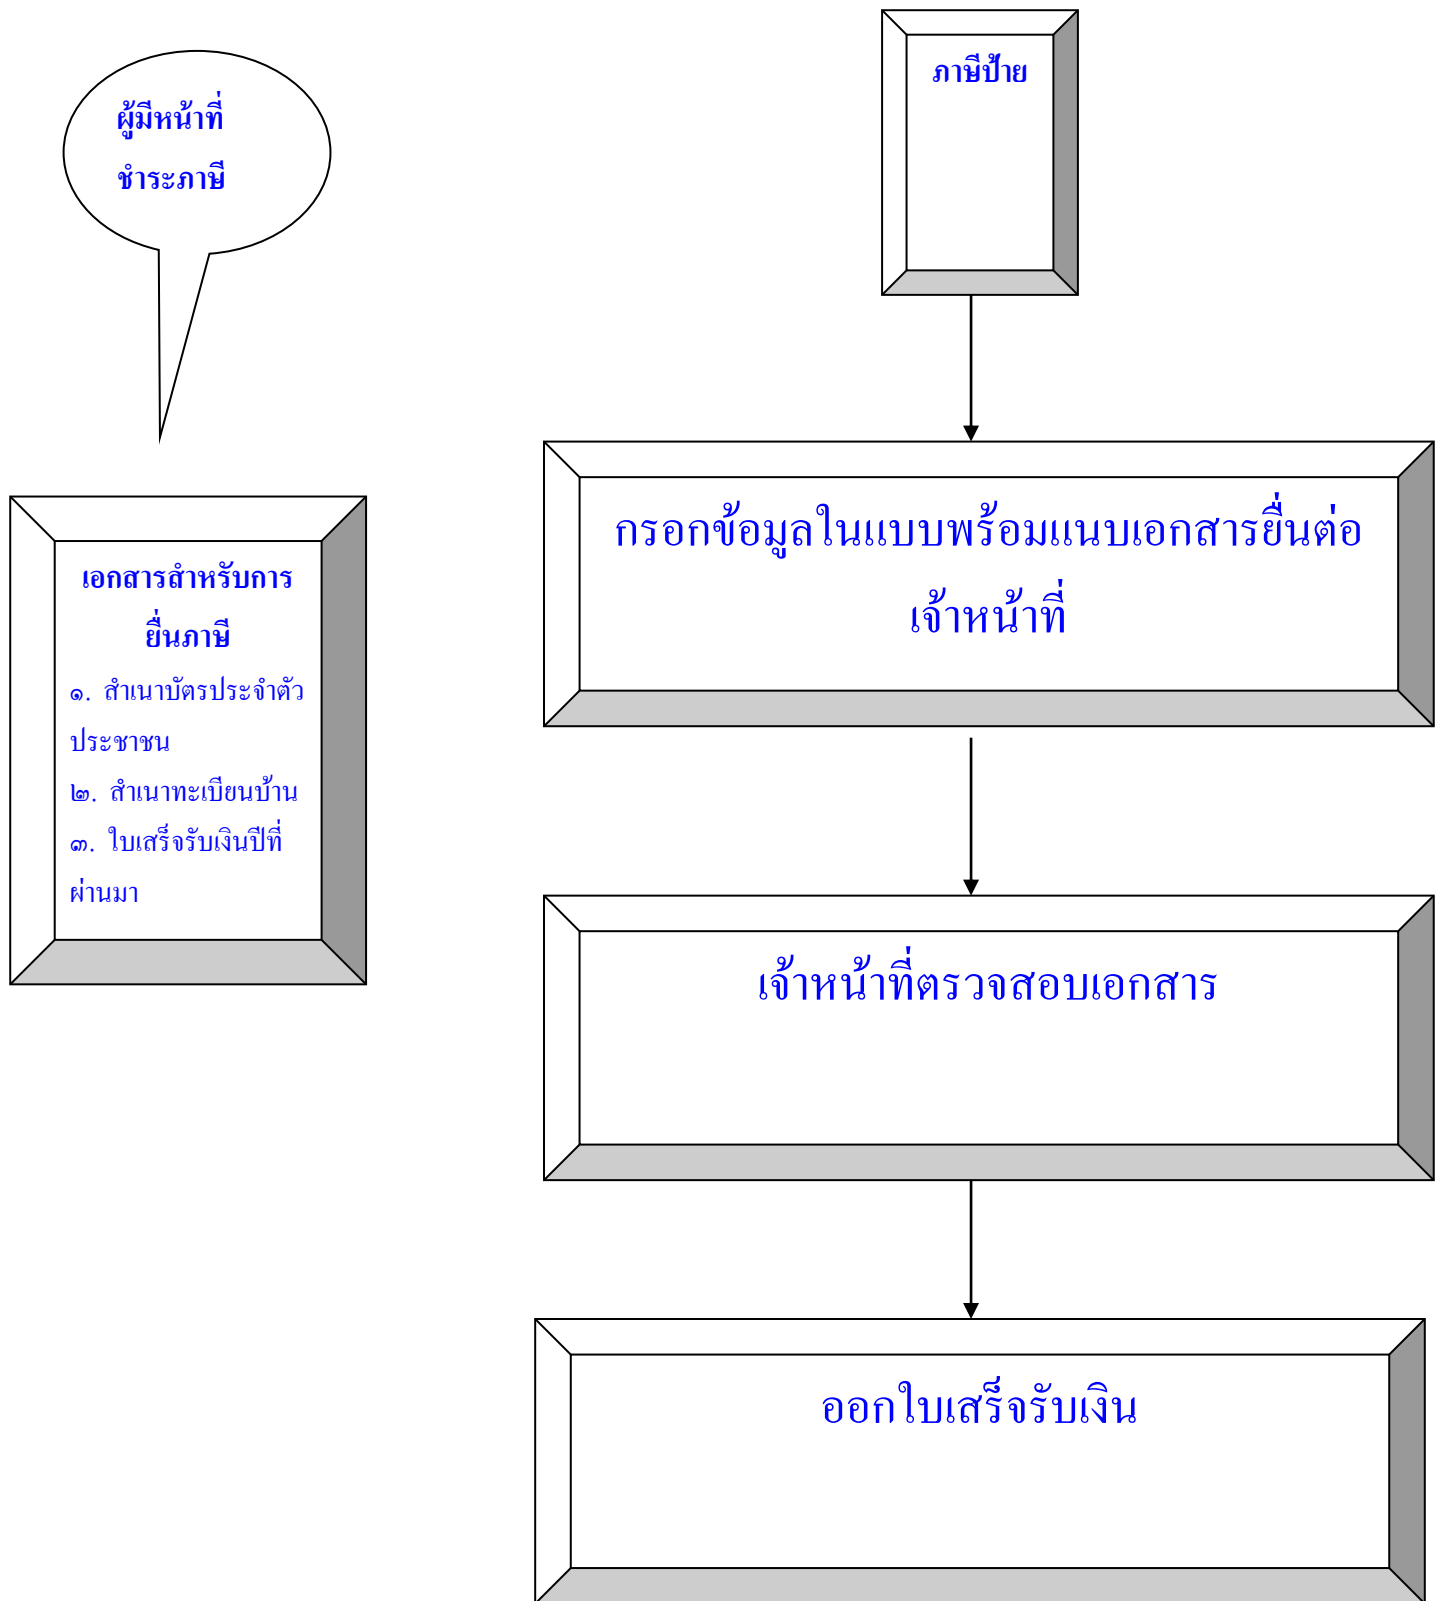 ภาษีป้าย
ผู้มีหน้าที่
ชำระภาษี
กรอกข้อมูลในแบบพร้อมแนบเอกสารยื่นต่อ
เจ้าหน้าที่
เอกสารสำหรับการ
ยื่นภาษี
๑. สำเนาบัตรประจำตัว
ประชาชน
๒. สำเนาทะเบียนบ้าน
๓. ใบเสร็จรับเงินปีที่
ผ่านมา
เจ้าหน้าที่ตรวจสอบเอกสาร
ออกใบเสร็จรับเงิน